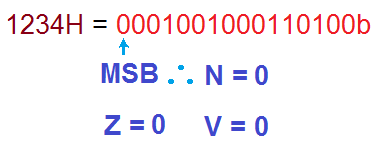 1234H = 0001001000110100b
MSB ∴ N = 0
Z = 0 V = 0